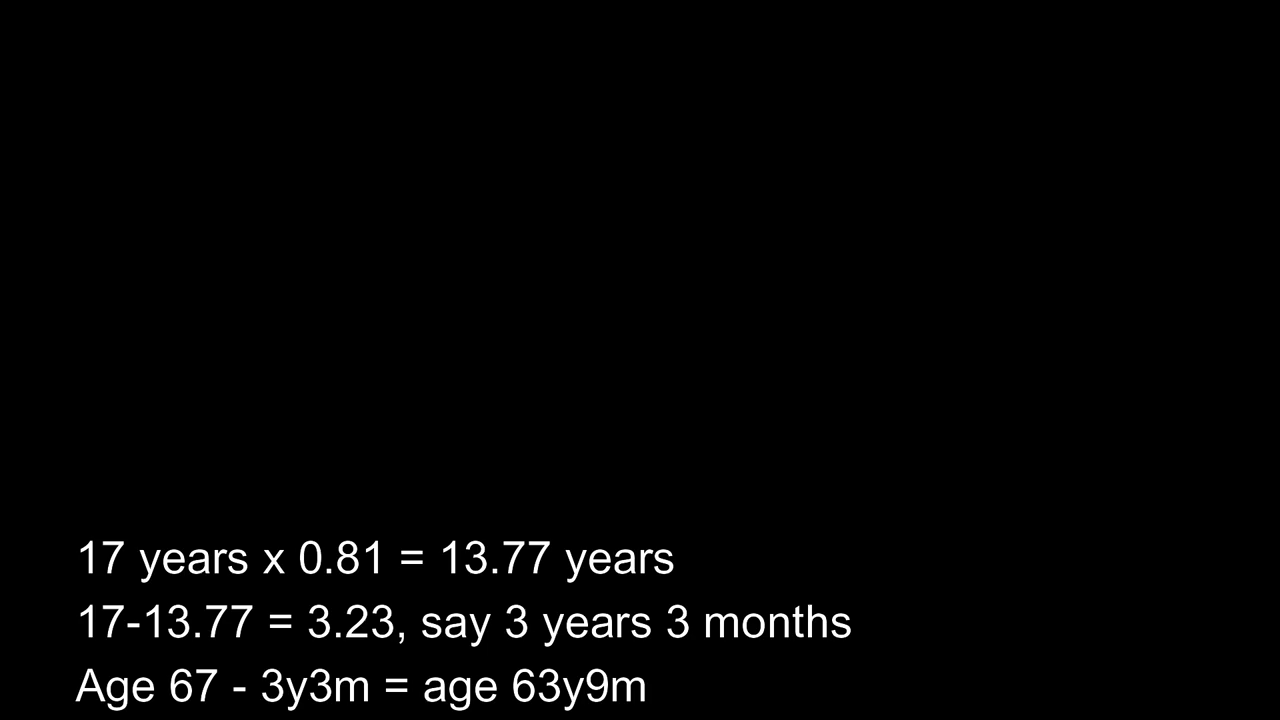 17 years x 0.81 = 13.77 years
17-13.77 = 3.23, say 3 years 3 months
Age 67 - 3y3m = age 63y9m